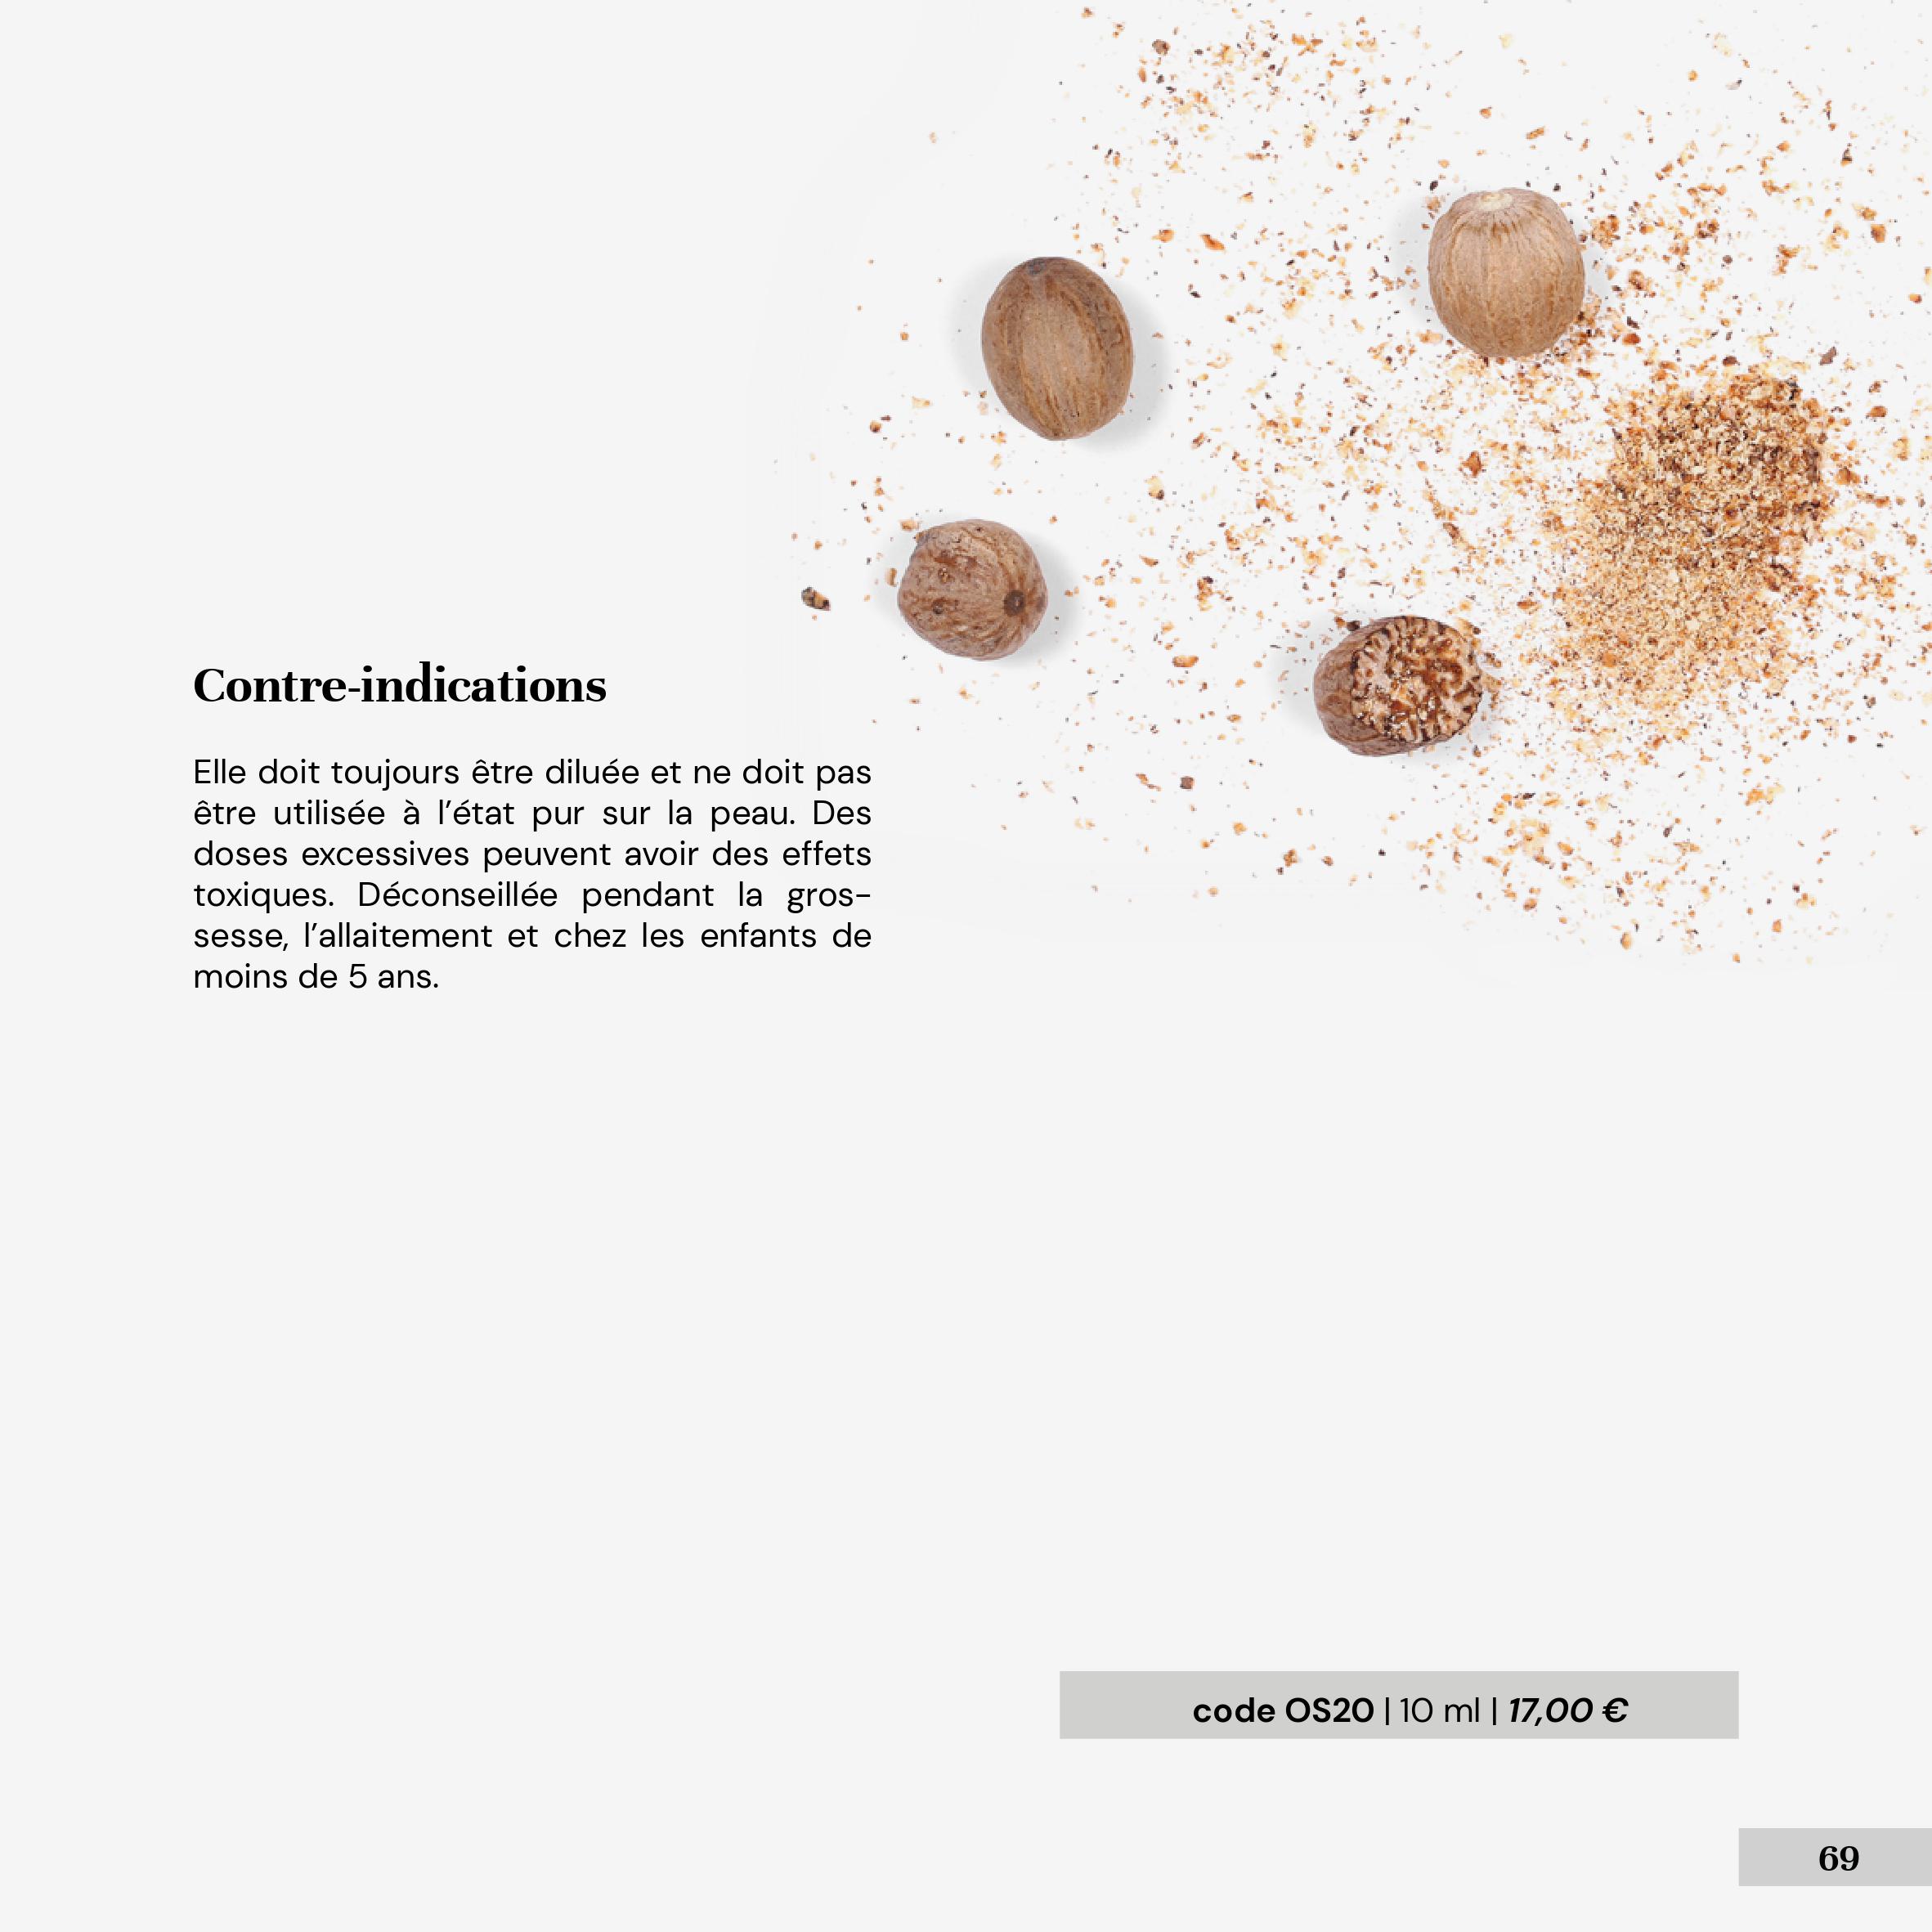 Contre-indications
Elle doit toujours être diluée et ne doit pas
être utilisée à l’état pur sur la peau. Des
doses excessives peuvent avoir des effets
toxiques. Déconseillée pendant la gros-
sesse, l’allaitement et chez les enfants de
moins de 5 ans.
code OS20 | 10 ml | 17,00 €
69